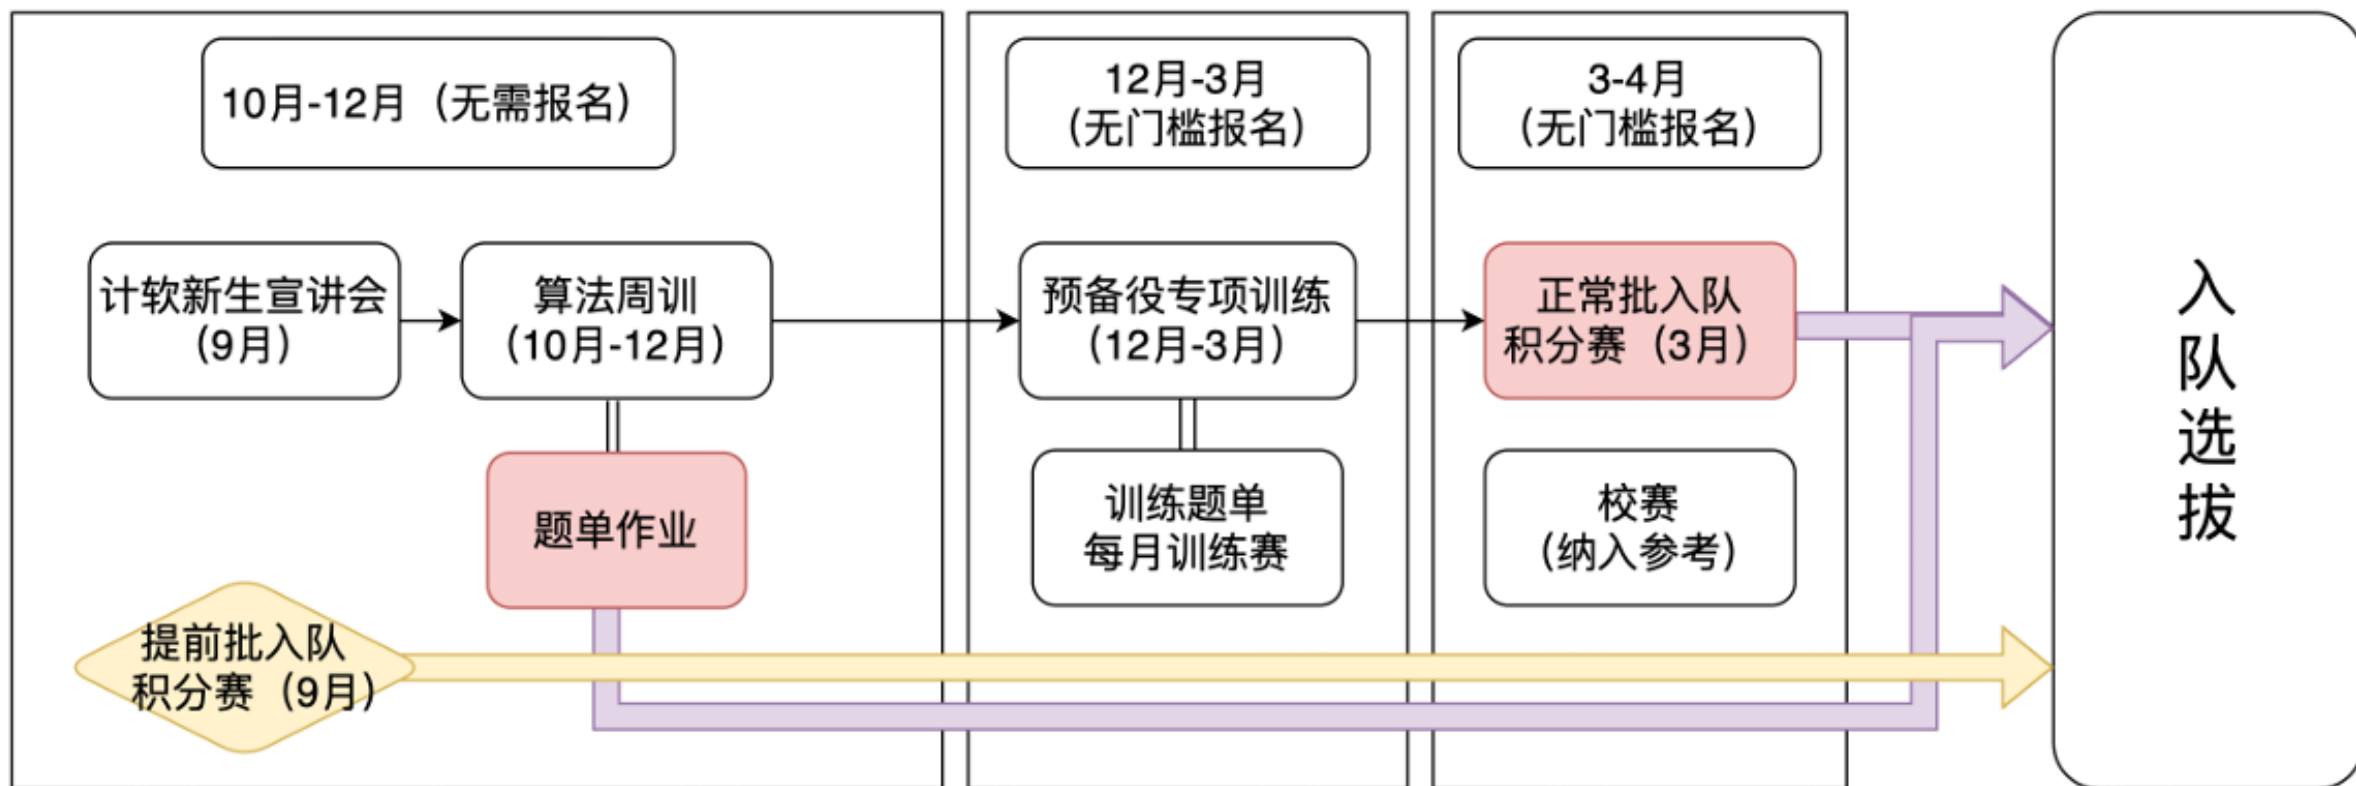 10月-12月（无需报名）
12月-3月
（无门槛报名）
3-4月
（无门槛报名）
计软新生宣讲会
（9月）
算法周训
（10月-12月）
预备役专项训练
（12月-3月）
正常批入队
积分赛（3月）
题单作业
训练题单
每月训练赛
校赛
（纳入参考）
提前批入队
积分赛（9月）
入
队
选
拔